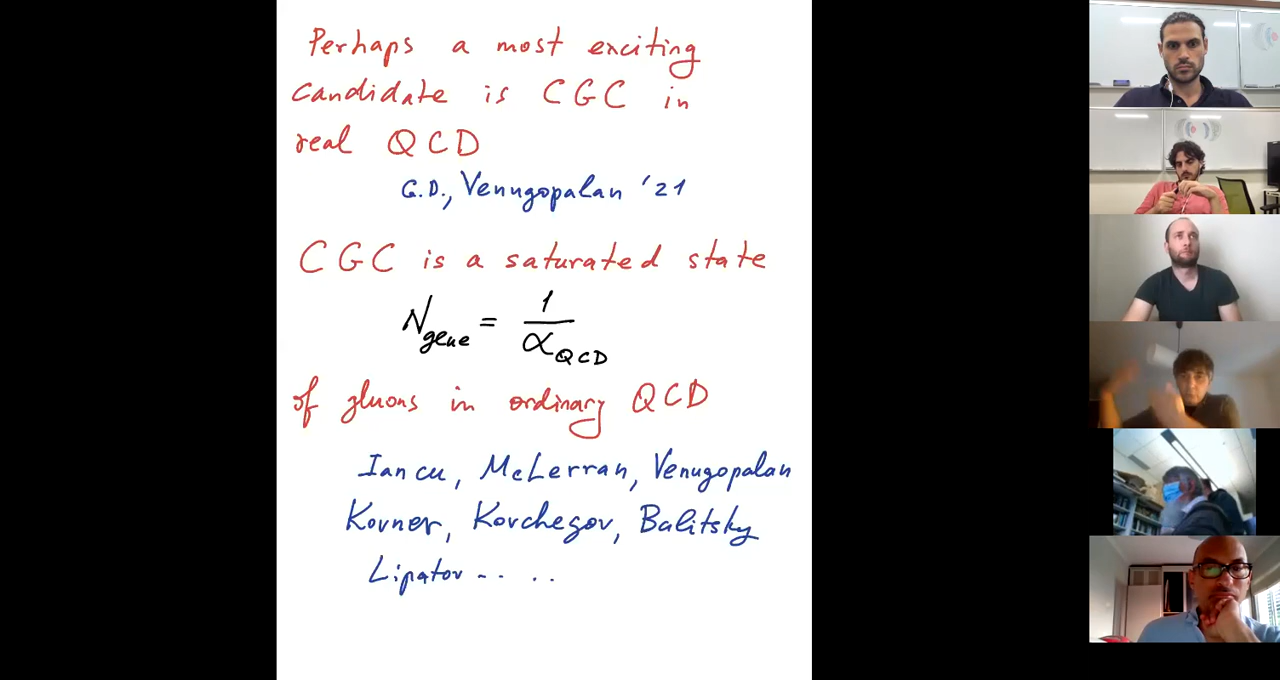 Perhaps a most exciting
candidate is CGC in
real QCD
G.D., Venugopalan '21
CGC is a saturated state
N_gene = 1/α_QCD
of gluons in ordinary QCD
Iancu, McLerran, Venugopalan
Kovner, Kovchegov, Balitsky
Lipatov .. ..